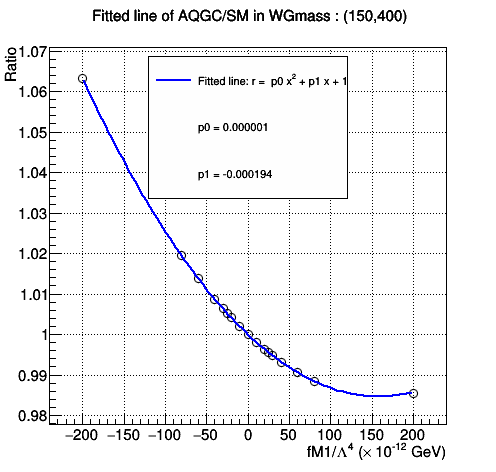 Fitted line of AQGC/SM in WGmass : (150,400)
Ratio
1.07
1.06
1.05
1.04
1.03
1.02
1.01
1
0.99
0.98
Fitted line: r = p0 x² + p1 x + 1
p0 = 0.000001
p1 = -0.000194
−200 −150 −100 −50 0 50 100 150 200
fM1/Λ⁴ (× 10⁻¹² GeV)